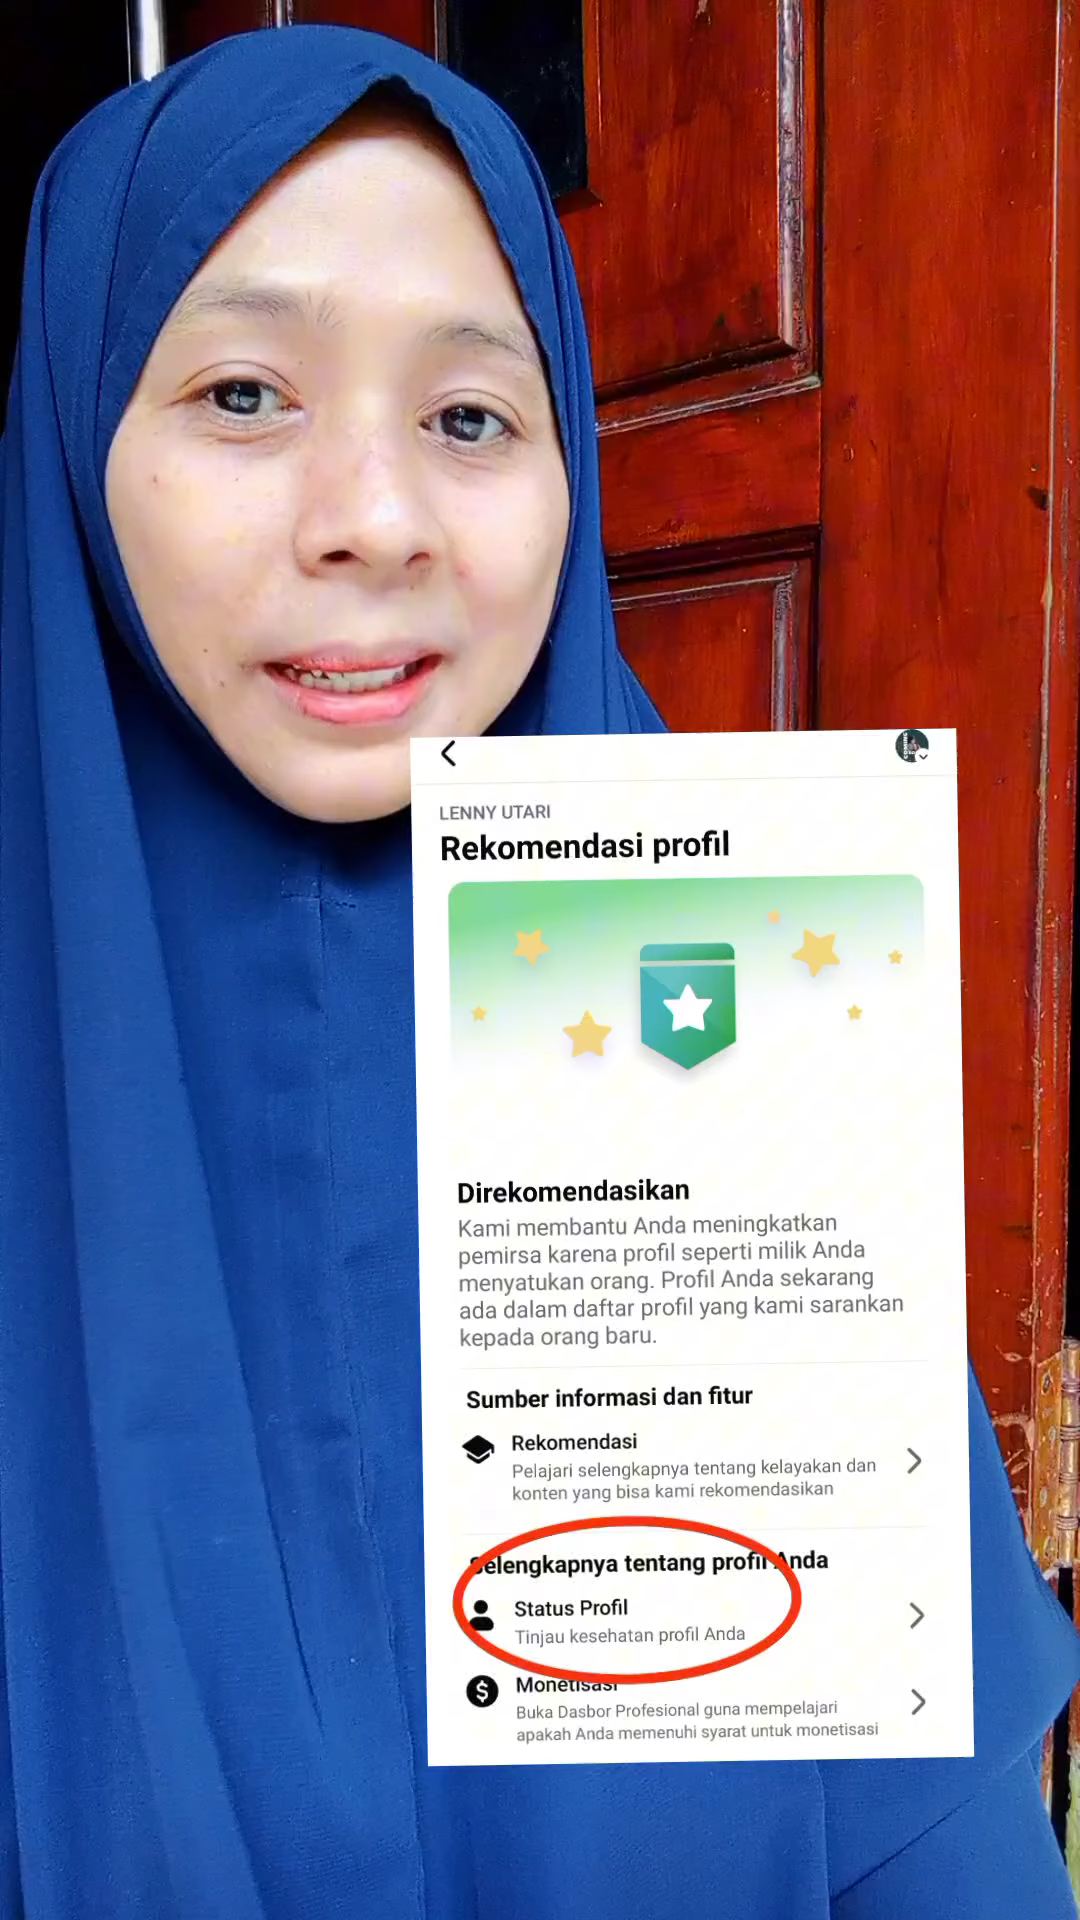 LENNY UTARI
Rekomendasi profil
Direkomendasikan
Kami membantu Anda meningkatkan
pemirsa karena profil seperti milik Anda
menyatukan orang. Profil Anda sekarang
ada dalam daftar profil yang kami sarankan
kepada orang baru.
Sumber informasi dan fitur
Rekomendasi
Pelajari selengkapnya tentang kelayakan dan
konten yang bisa kami rekomendasikan
Selengkapnya tentang profil Anda
Status Profil
Tinjau kesehatan profil Anda
Monetisasi
Buka Dasbor Profesional guna mempelajari
apakah Anda memenuhi syarat untuk monetisasi